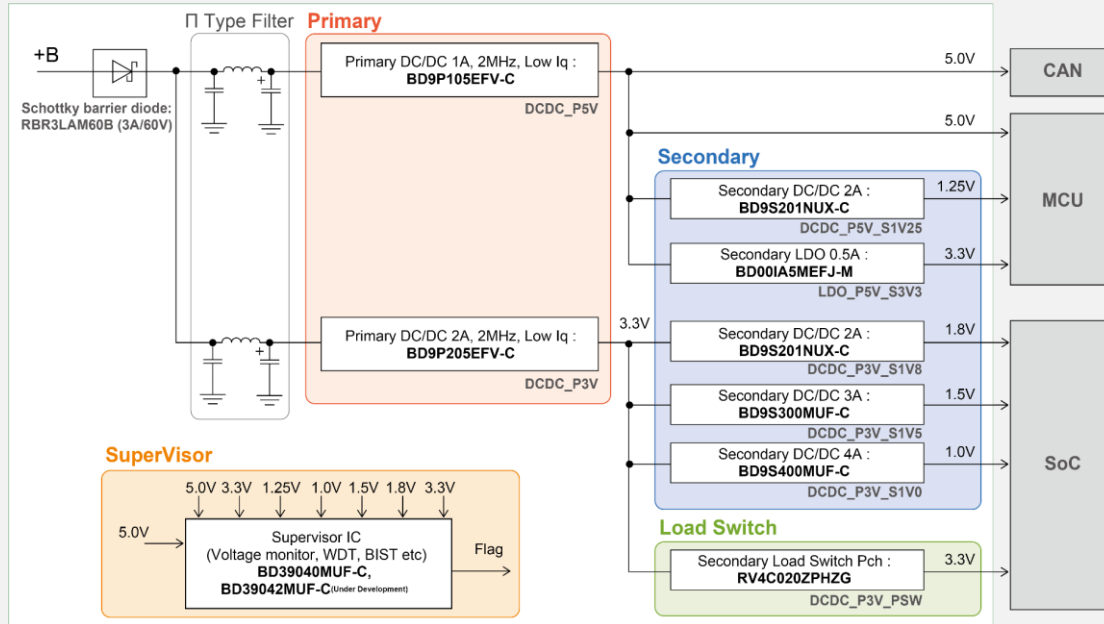 Π Type Filter
Primary
+B
Schottky barrier diode:
RBR3LAM60B (3A/60V)
Primary DC/DC 1A, 2MHz, Low Iq :
BD9P105EFV-C
DCDC_P5V
5.0V
CAN
5.0V
MCU
Secondary
Secondary DC/DC 2A :
BD9S201NUX-C
1.25V
DCDC_P5V_S1V25
Secondary LDO 0.5A :
BD00IA5MEFJ-M
3.3V
LDO_P5V_S3V3
Primary DC/DC 2A, 2MHz, Low Iq :
BD9P205EFV-C
DCDC_P3V
3.3V
Secondary DC/DC 2A :
BD9S201NUX-C
1.8V
DCDC_P3V_S1V8
Secondary DC/DC 3A :
BD9S300MUF-C
1.5V
DCDC_P3V_S1V5
Secondary DC/DC 4A :
BD9S400MUF-C
1.0V
DCDC_P3V_S1V0
SoC
SuperVisor
5.0V 3.3V 1.25V 1.0V 1.5V 1.8V 3.3V
5.0V
Supervisor IC
(Voltage monitor, WDT, BIST etc)
BD39040MUF-C,
BD39042MUF-C(Under Development)
Flag
Load Switch
Secondary Load Switch Pch :
RV4C020ZPHZG
3.3V
DCDC_P3V_PSW